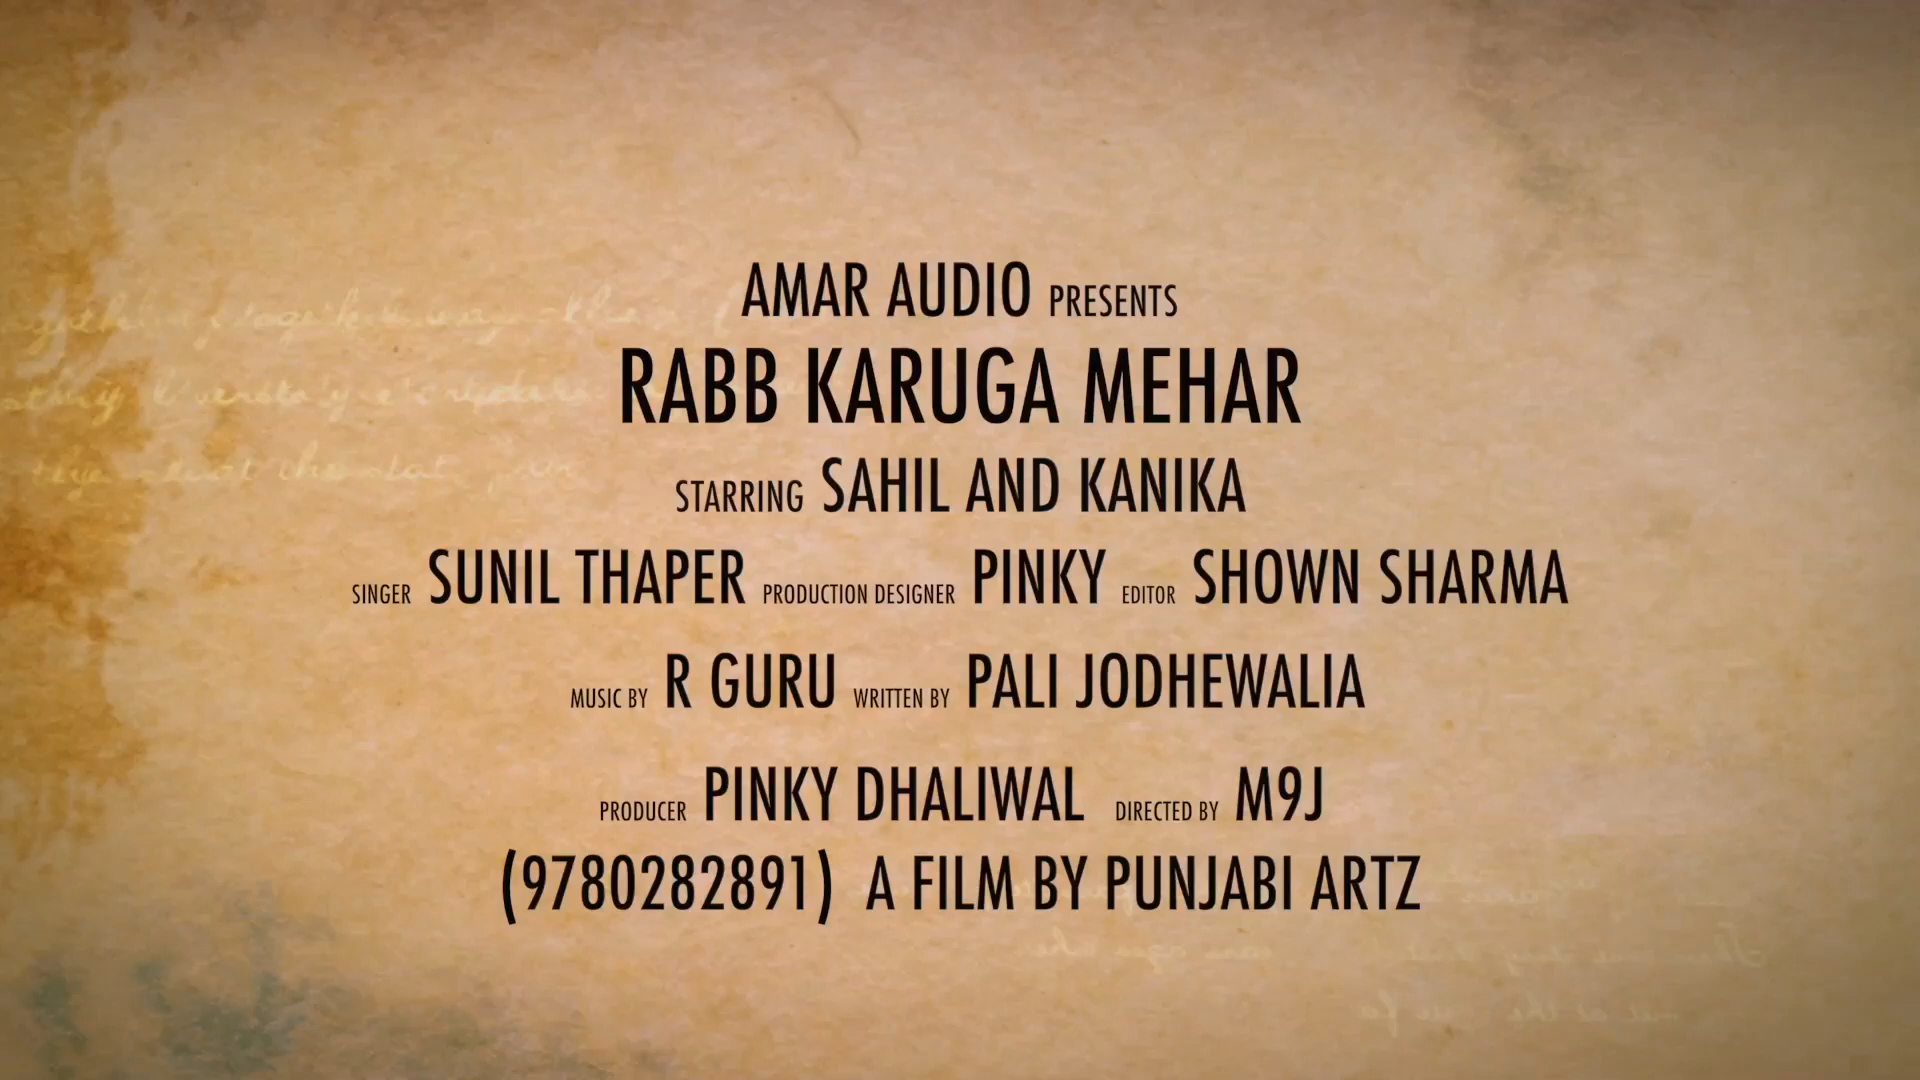 AMAR AUDIO PRESENTS
RABB KARUGA MEHAR
STARRING SAHIL AND KANIKA
SINGER SUNIL THAPER PRODUCTION DESIGNER PINKY EDITOR SHOWN SHARMA
MUSIC BY R GURU WRITTEN BY PALI JODHEWALIA
PRODUCER PINKY DHALIWAL DIRECTED BY M9J
(9780282891) A FILM BY PUNJABI ARTZ